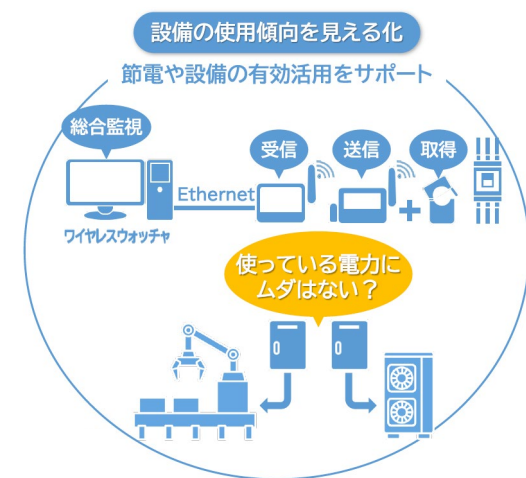 設備の使用傾向を見える化
節電や設備の有効活用をサポート
総合監視
受信
送信
取得
Ethernet
ワイヤレスウォッチャ
使っている電力に
ムダはない？